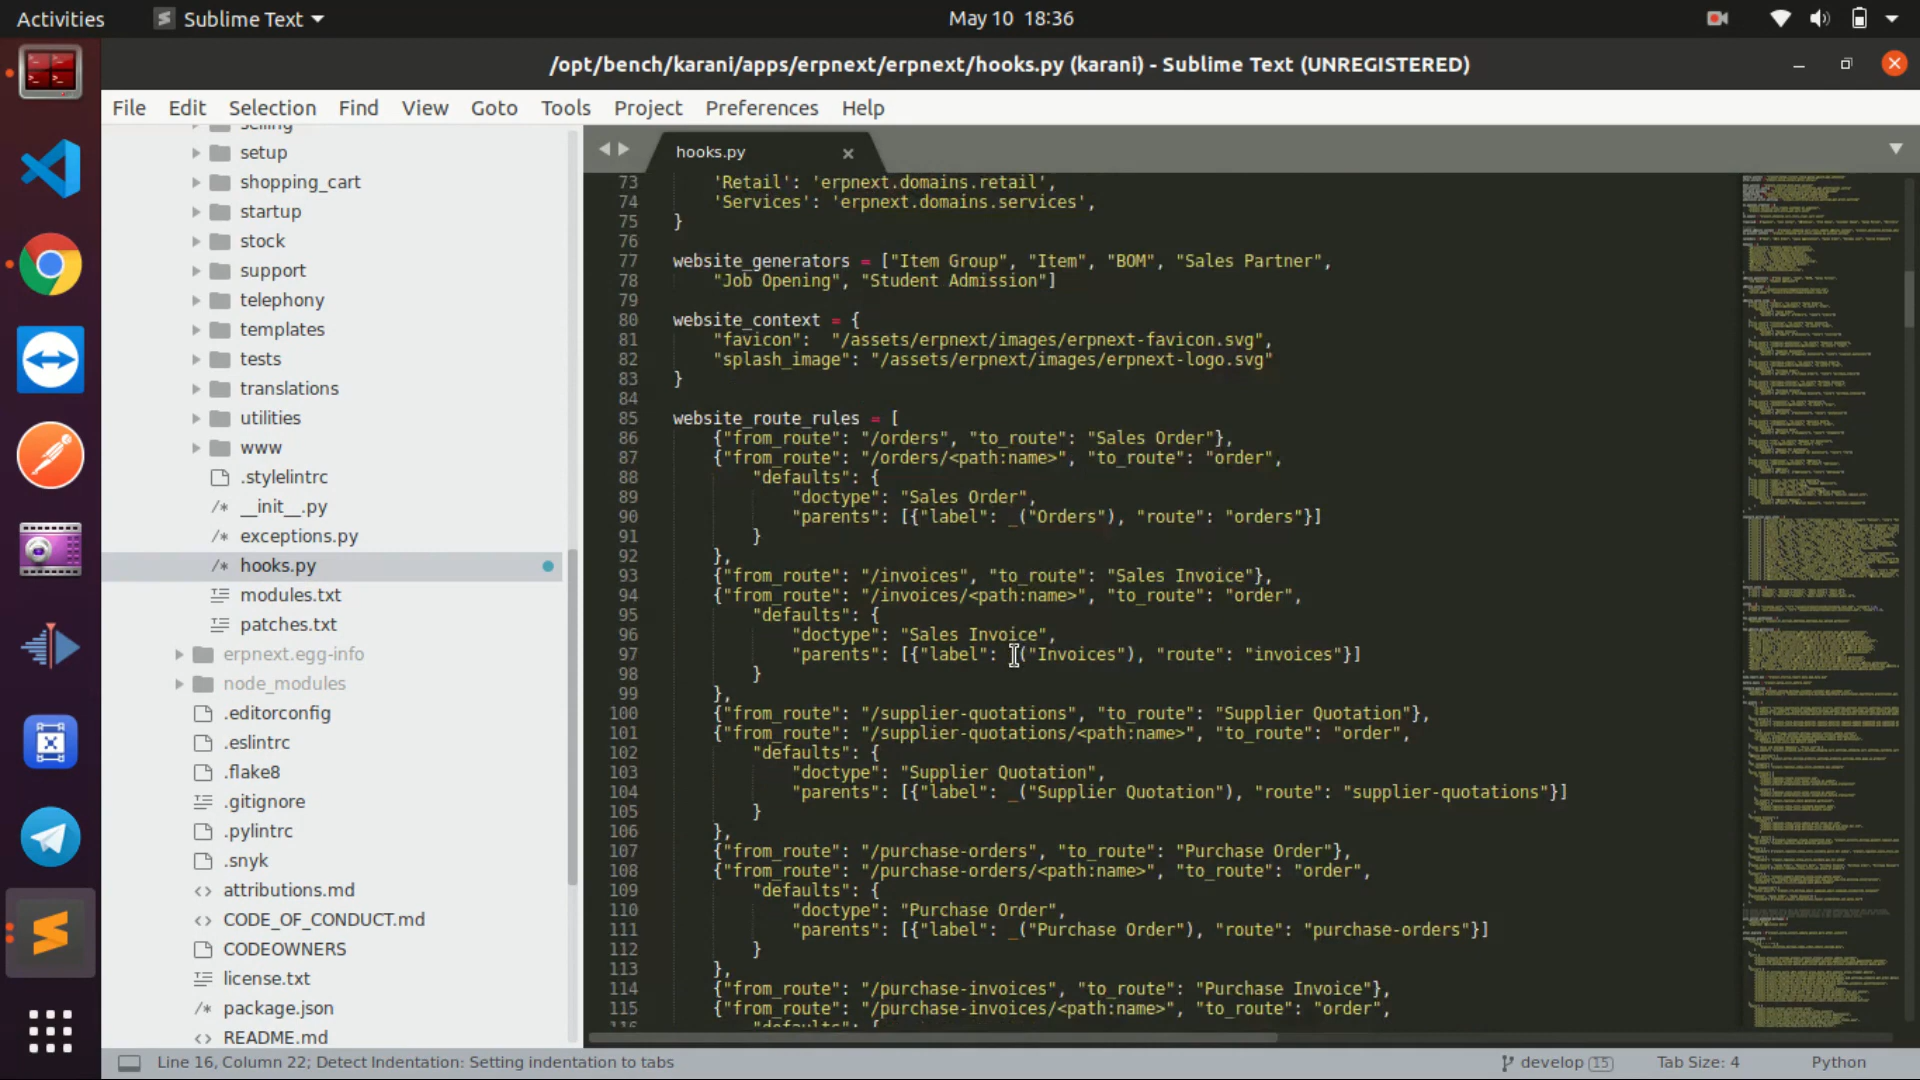 Activities
Sublime Text
May 10 18:36
/opt/bench/karani/apps/erpnext/erpnext/hooks.py (karani) - Sublime Text (UNREGISTERED)
File Edit Selection Find View Goto Tools Project Preferences Help
selling
setup
shopping_cart
startup
stock
support
telephony
templates
tests
translations
utilities
www
.stylelintrc
/* __init__.py
/* exceptions.py
/* hooks.py
modules.txt
patches.txt
erpnext.egg-info
node_modules
.editorconfig
.eslintrc
.flake8
.gitignore
.pylintrc
.snyk
<> attributions.md
<> CODE_OF_CONDUCT.md
CODEOWNERS
license.txt
/* package.json
<> README.md
hooks.py
73 'Retail': 'erpnext.domains.retail',
74 'Services': 'erpnext.domains.services',
75 }
76
77 website_generators = ["Item Group", "Item", "BOM", "Sales Partner",
78 "Job Opening", "Student Admission"]
79
80 website_context = {
81 "favicon": "/assets/erpnext/images/erpnext-favicon.svg",
82 "splash_image": "/assets/erpnext/images/erpnext-logo.svg"
83 }
84
85 website_route_rules = [
86 {"from_route": "/orders", "to_route": "Sales Order"},
87 {"from_route": "/orders/<path:name>", "to_route": "order",
88 "defaults": {
89 "doctype": "Sales Order",
90 "parents": [{"label": _("Orders"), "route": "orders"}]
91 }
92 },
93 {"from_route": "/invoices", "to_route": "Sales Invoice"},
94 {"from_route": "/invoices/<path:name>", "to_route": "order",
95 "defaults": {
96 "doctype": "Sales Invoice",
97 "parents": [{"label": _("Invoices"), "route": "invoices"}]
98 }
99 },
100 {"from_route": "/supplier-quotations", "to_route": "Supplier Quotation"},
101 {"from_route": "/supplier-quotations/<path:name>", "to_route": "order",
102 "defaults": {
103 "doctype": "Supplier Quotation",
104 "parents": [{"label": _("Supplier Quotation"), "route": "supplier-quotations"}]
105 }
106 },
107 {"from_route": "/purchase-orders", "to_route": "Purchase Order"},
108 {"from_route": "/purchase-orders/<path:name>", "to_route": "order",
109 "defaults": {
110 "doctype": "Purchase Order",
111 "parents": [{"label": _("Purchase Order"), "route": "purchase-orders"}]
112 }
113 },
114 {"from_route": "/purchase-invoices", "to_route": "Purchase Invoice"},
115 {"from_route": "/purchase-invoices/<path:name>", "to_route": "order",
116 "defaults": {
Line 16, Column 22; Detect Indentation: Setting indentation to tabs
develop 15
Tab Size: 4
Python